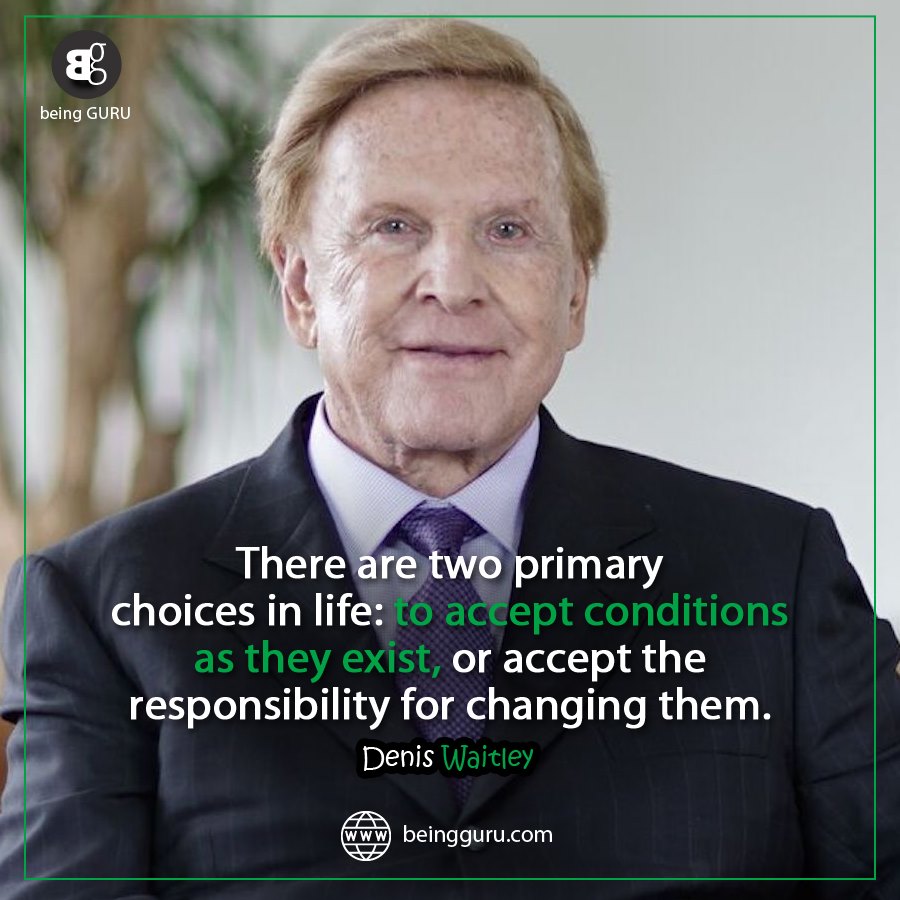 Bg
being GURU
There are two primary
choices in life: to accept conditions
as they exist, or accept the
responsibility for changing them.
Denis Waitley
www beingguru.com